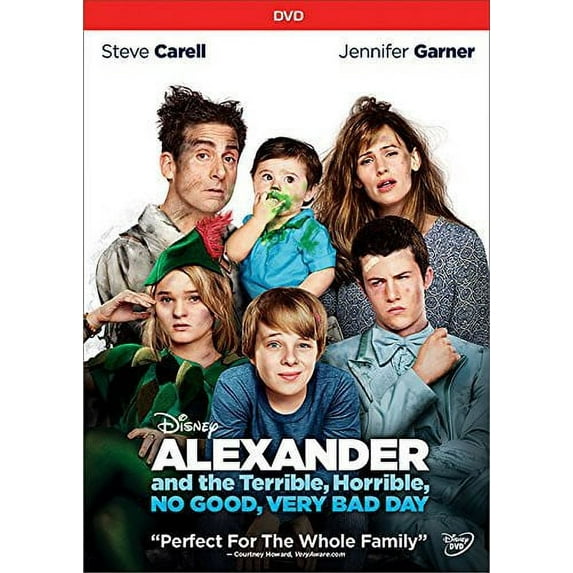 DVD
Steve Carell Jennifer Garner
Disney
ALEXANDER
and the Terrible, Horrible,
NO GOOD, VERY BAD DAY
“Perfect For The Whole Family”
— Courtney Howard, VeryAware.com
Disney
DVD